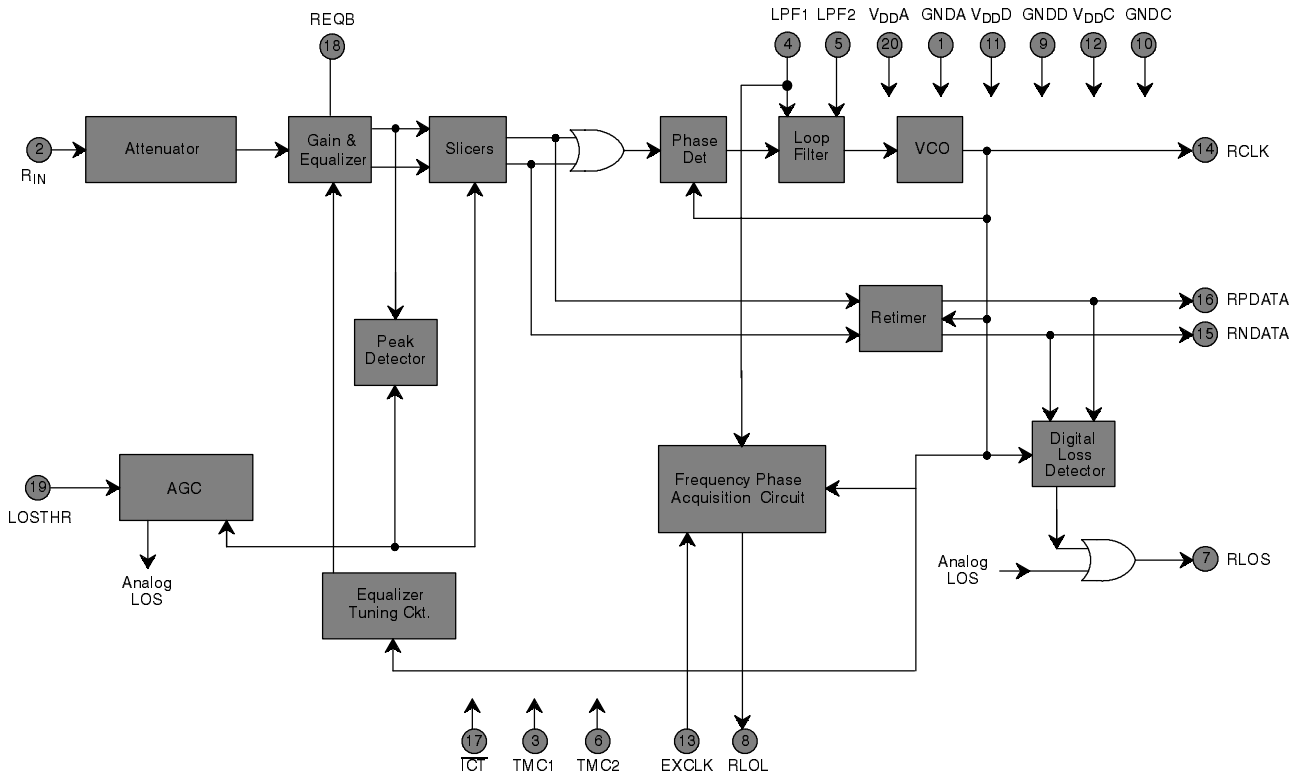 REQB
18
LPF1
4
LPF2
5
VDDA
20
GNDA
1
VDDD
11
GNDD
9
VDDC
12
GNDC
10
2
RIN
Attenuator
Gain &
Equalizer
Slicers
Phase
Det
Loop
Filter
VCO
14
RCLK
Retimer
16
RPDATA
15
RNDATA
Peak
Detector
Digital
Loss
Detector
19
LOSTHR
AGC
Frequency Phase
Acquisition Circuit
Analog
LOS
Analog
LOS
7
RLOS
Equalizer
Tuning Ckt.
17
ICT
3
TMC1
6
TMC2
13
EXCLK
8
RLOL